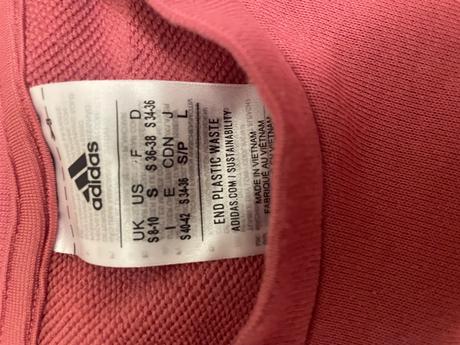 adidas
UK US F D
S 8-10 S S 36-38 S 34-36
I E CDN J
S 40-42 S 34-36 S/P L
END PLASTIC WASTE
ADIDAS.COM / SUSTAINABILITY
MADE IN VIETNAM
FABRIQUÉ AU VIETNAM